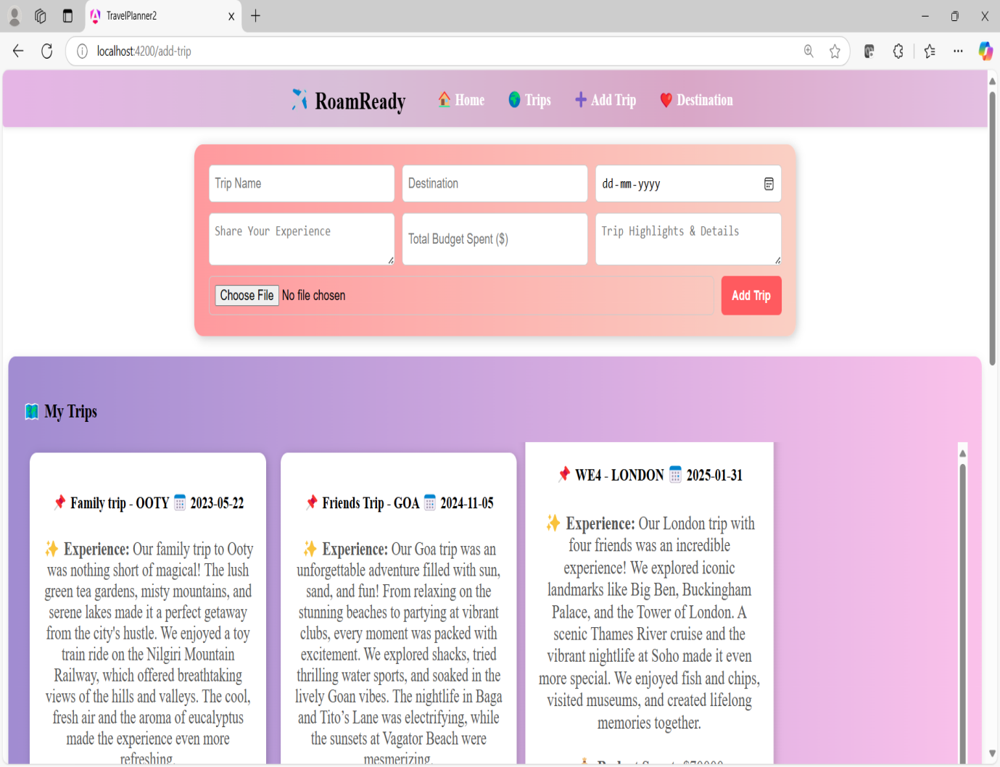 TravelPlanner2
localhost:4200/add-trip
RoamReady
Home
Trips
Add Trip
Destination
Trip Name
Destination
dd-mm-yyyy
Share Your Experience
Total Budget Spent ($)
Trip Highlights & Details
Choose File No file chosen
Add Trip
My Trips
Family trip - OOTY 2023-05-22
Experience: Our family trip to Ooty
was nothing short of magical! The lush
green tea gardens, misty mountains, and
serene lakes made it a perfect getaway
from the city's hustle. We enjoyed a toy
train ride on the Nilgiri Mountain
Railway, which offered breathtaking
views of the hills and valleys. The cool,
fresh air and the aroma of eucalyptus
made the experience even more
refreshing.
Friends Trip - GOA 2024-11-05
Experience: Our Goa trip was an
unforgettable adventure filled with sun,
sand, and fun! From relaxing on the
stunning beaches to partying at vibrant
clubs, every moment was packed with
excitement. We explored shacks, tried
thrilling water sports, and soaked in the
lively Goan vibes. The nightlife in Baga
and Tito’s Lane was electrifying, while
the sunsets at Vagator Beach were
mesmerizing.
WE4 - LONDON 2025-01-31
Experience: Our London trip with
four friends was an incredible
experience! We explored iconic
landmarks like Big Ben, Buckingham
Palace, and the Tower of London. A
scenic Thames River cruise and the
vibrant nightlife at Soho made it even
more special. We enjoyed fish and chips,
visited museums, and created lifelong
memories together.